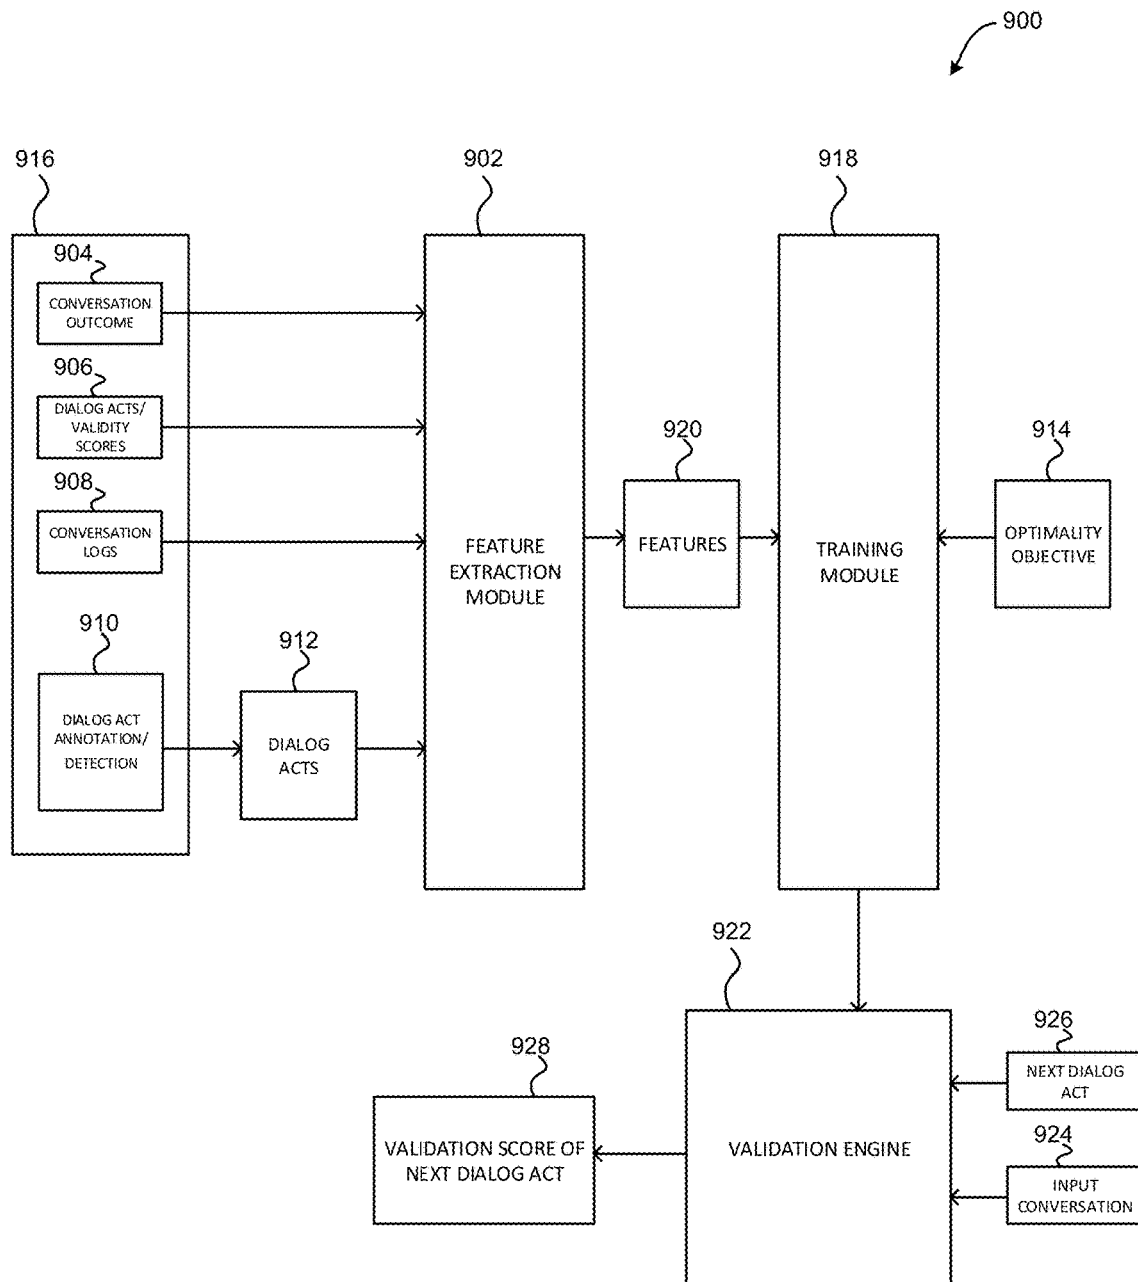 900
916
902
918
904
CONVERSATION
OUTCOME
906
DIALOG ACTS/
VALIDITY
SCORES
908
CONVERSATION
LOGS
910
DIALOG ACT
ANNOTATION/
DETECTION
912
DIALOG
ACTS
FEATURE
EXTRACTION
MODULE
920
FEATURES
TRAINING
MODULE
914
OPTIMALITY
OBJECTIVE
922
VALIDATION ENGINE
926
NEXT DIALOG
ACT
924
INPUT
CONVERSATION
928
VALIDATION SCORE OF
NEXT DIALOG ACT